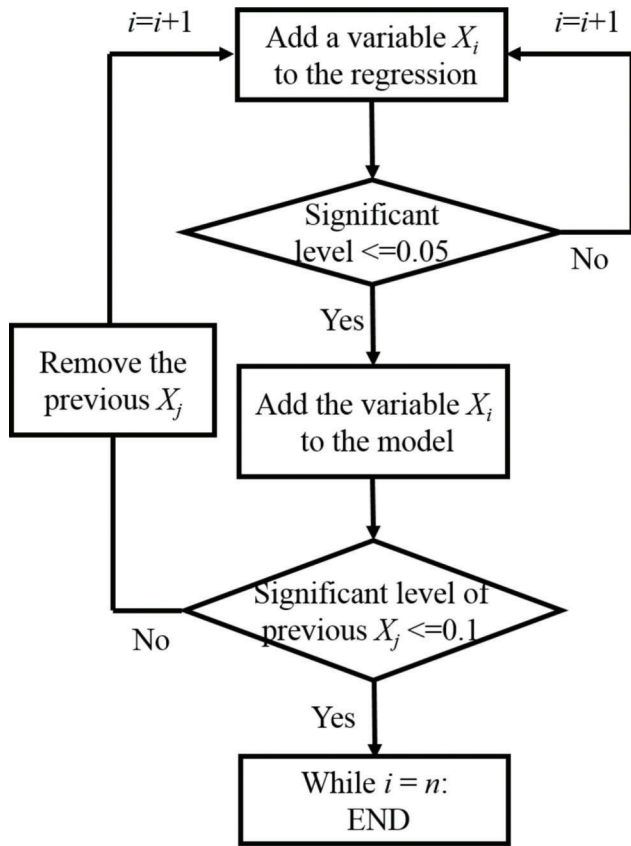 i=i+1
Add a variable Xi
to the regression
i=i+1
Significant
level <=0.05
No
Yes
Remove the
previous Xj
Add the variable Xi
to the model
Significant level of
previous Xj <=0.1
No
Yes
While i = n:
END